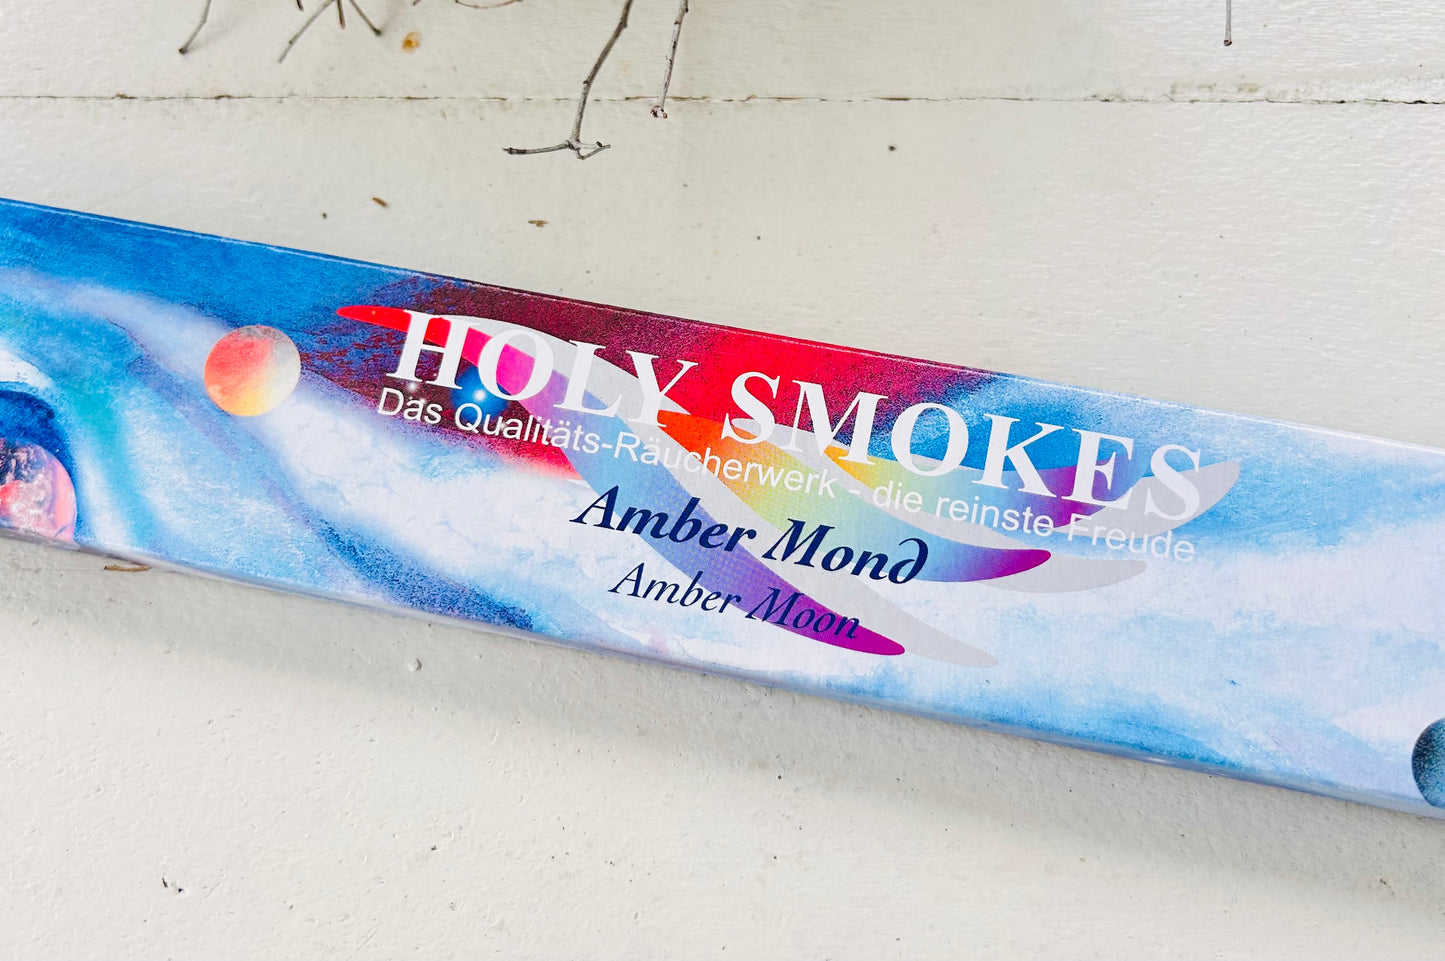 HOLY SMOKES
Das Qualitäts-Räucherwerk - die reinste Freude
Amber Mond
Amber Moon